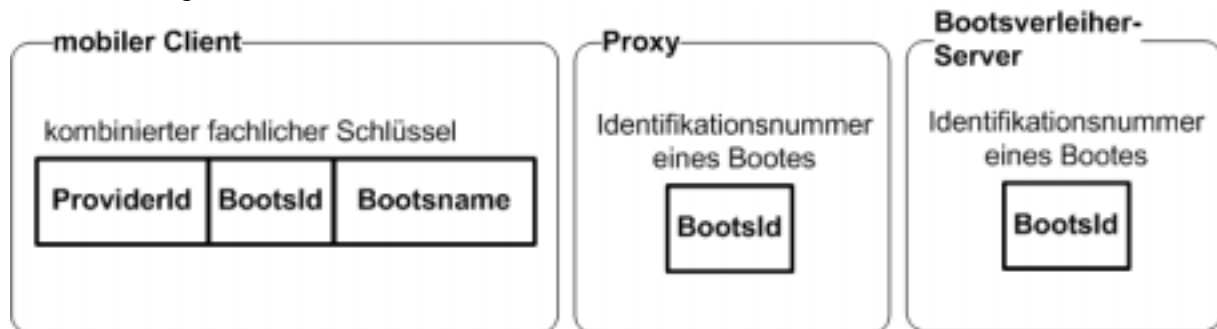 mobiler Client
kombinierter fachlicher Schlüssel
ProviderId BootsId Bootsname
Proxy
Identifikationsnummer
eines Bootes
BootsId
Bootsverleiher-
Server
Identifikationsnummer
eines Bootes
BootsId